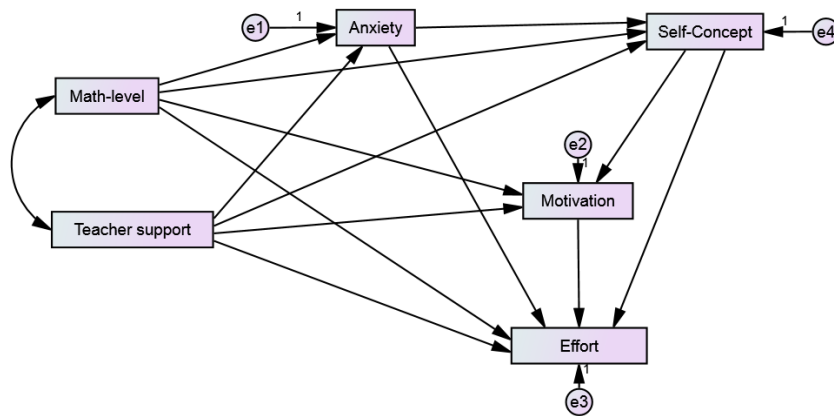 e1
1
Anxiety
Self-Concept
1
e4
Math-level
e2
1
Motivation
Teacher support
Effort
1
e3